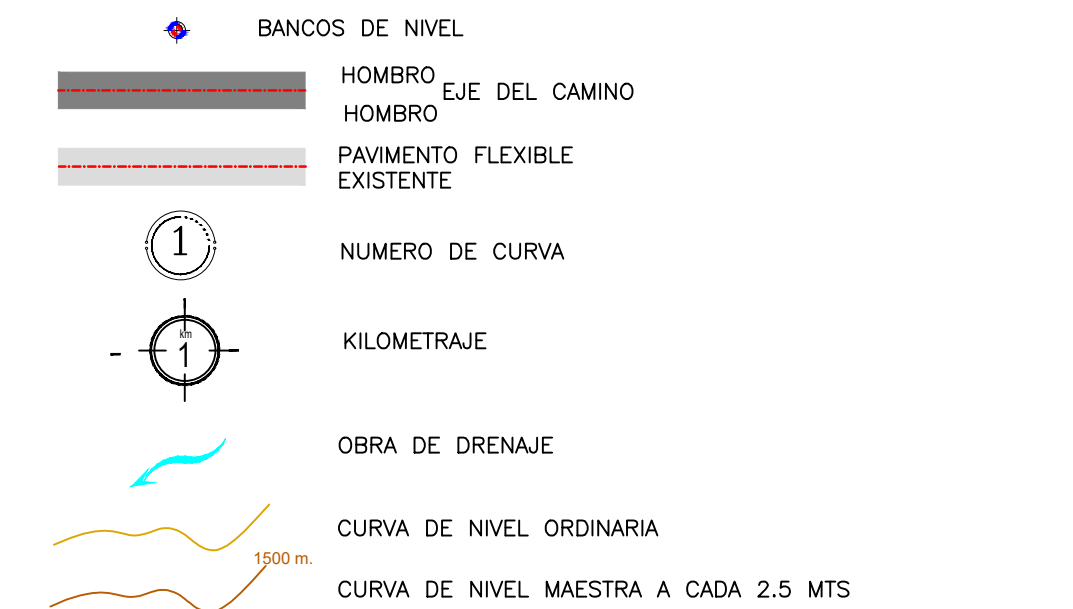 BANCOS DE NIVEL
HOMBRO
EJE DEL CAMINO
HOMBRO
PAVIMENTO FLEXIBLE
EXISTENTE
1
NUMERO DE CURVA
km
1
KILOMETRAJE
OBRA DE DRENAJE
CURVA DE NIVEL ORDINARIA
1500 m.
CURVA DE NIVEL MAESTRA A CADA 2.5 MTS